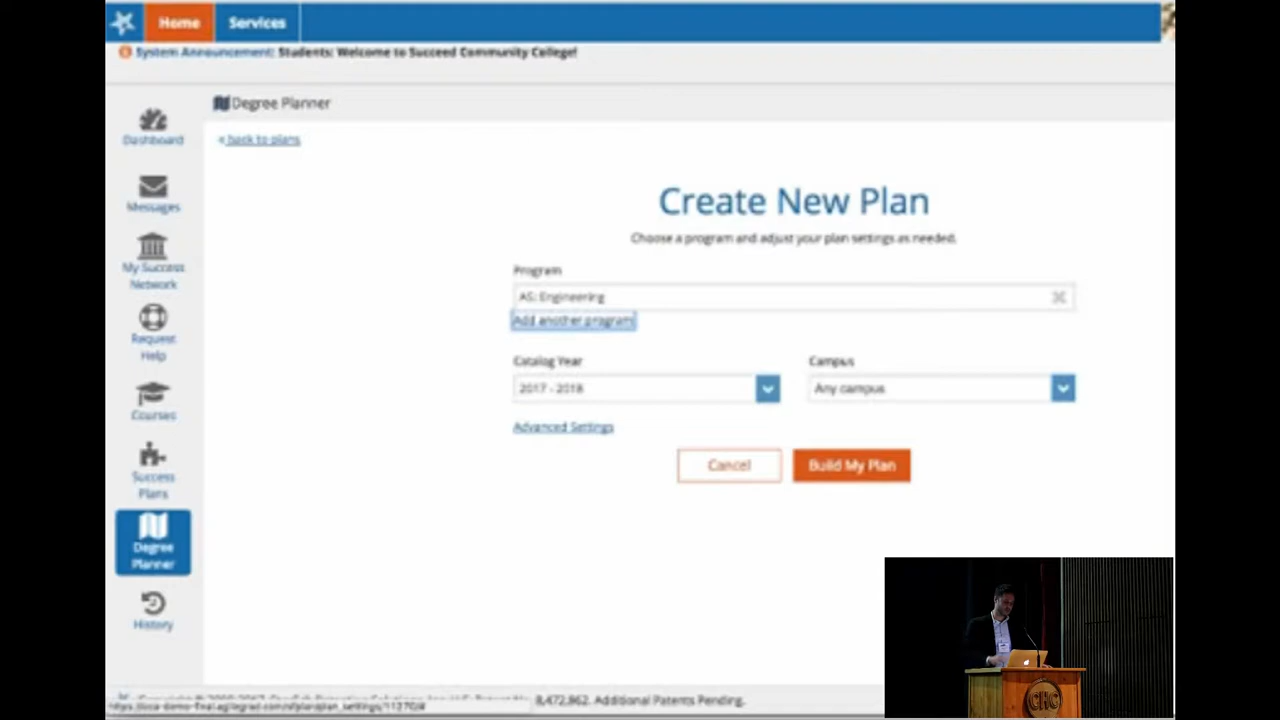 Home
Services
System Announcement: Students: Welcome to Succeed Community College!
Degree Planner
« back to plans
Dashboard
Messages
My Success
Network
Request
Help
Courses
Success
Plans
Degree
Planner
History
Create New Plan
Choose a program and adjust your plan settings as needed.
Program
AS: Engineering
Add another program
Catalog Year
Campus
2017 - 2018
Any campus
Advanced Settings
Cancel
Build My Plan
8,472,862. Additional Patents Pending.
CHC